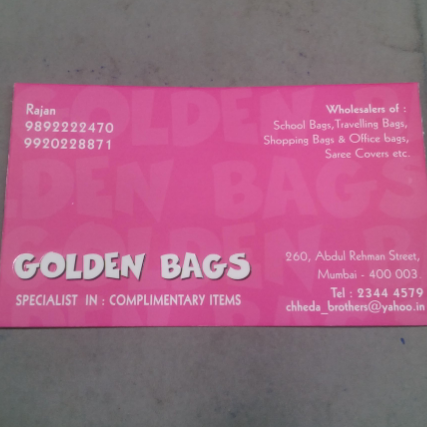 Rajan
9892222470
9920228871
Wholesalers of :
School Bags,Travelling Bags,
Shopping Bags & Office bags,
Saree Covers etc.
GOLDEN BAGS
SPECIALIST IN : COMPLIMENTARY ITEMS
260, Abdul Rehman Street,
Mumbai - 400 003.
Tel : 2344 4579
chheda_brothers@yahoo.in